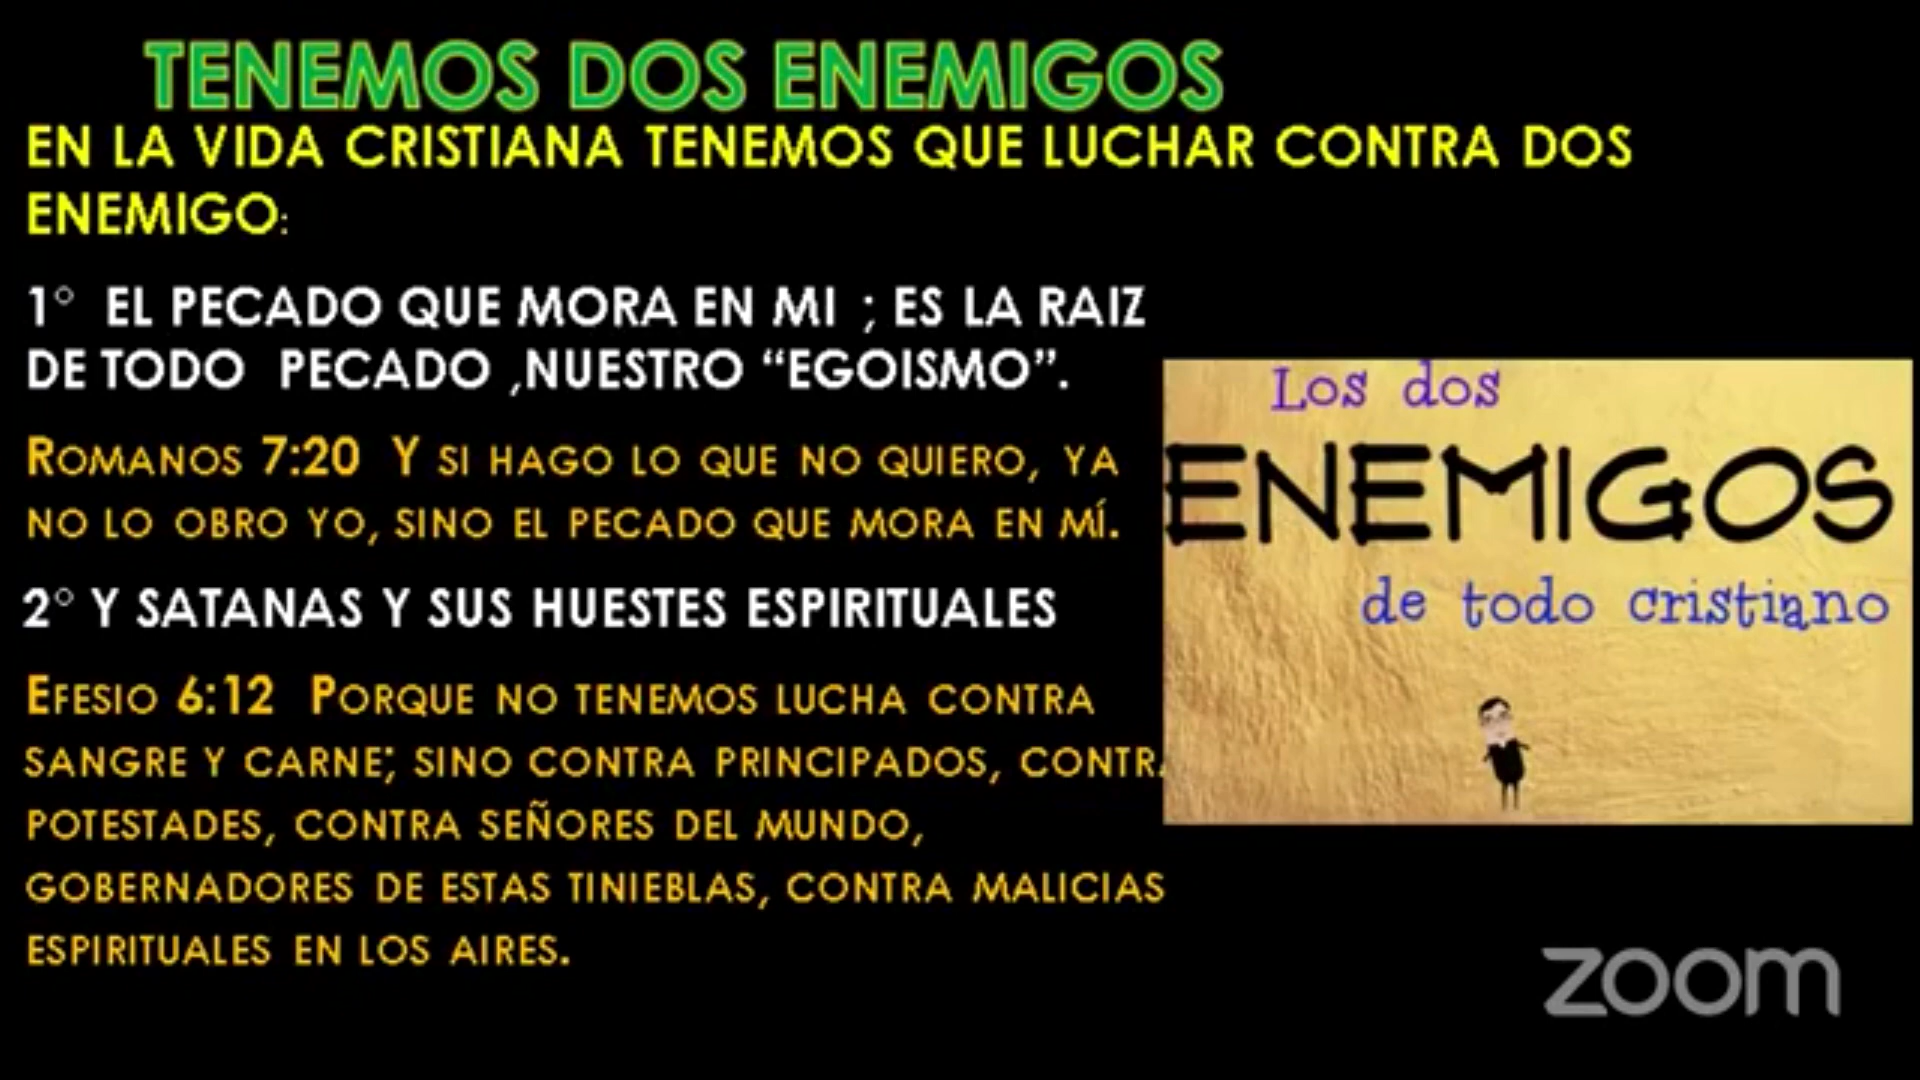 TENEMOS DOS ENEMIGOS
EN LA VIDA CRISTIANA TENEMOS QUE LUCHAR CONTRA DOS
ENEMIGO:
1° EL PECADO QUE MORA EN MI ; ES LA RAIZ
DE TODO PECADO ,NUESTRO “EGOISMO”.
ROMANOS 7:20 Y SI HAGO LO QUE NO QUIERO, YA
NO LO OBRO YO, SINO EL PECADO QUE MORA EN MÍ.
2° Y SATANAS Y SUS HUESTES ESPIRITUALES
EFESIO 6:12 PORQUE NO TENEMOS LUCHA CONTRA
SANGRE Y CARNE; SINO CONTRA PRINCIPADOS, CONTRA
POTESTADES, CONTRA SEÑORES DEL MUNDO,
GOBERNADORES DE ESTAS TINIEBLAS, CONTRA MALICIAS
ESPIRITUALES EN LOS AIRES.
Los dos
ENEMIGOS
de todo cristiano
zoom